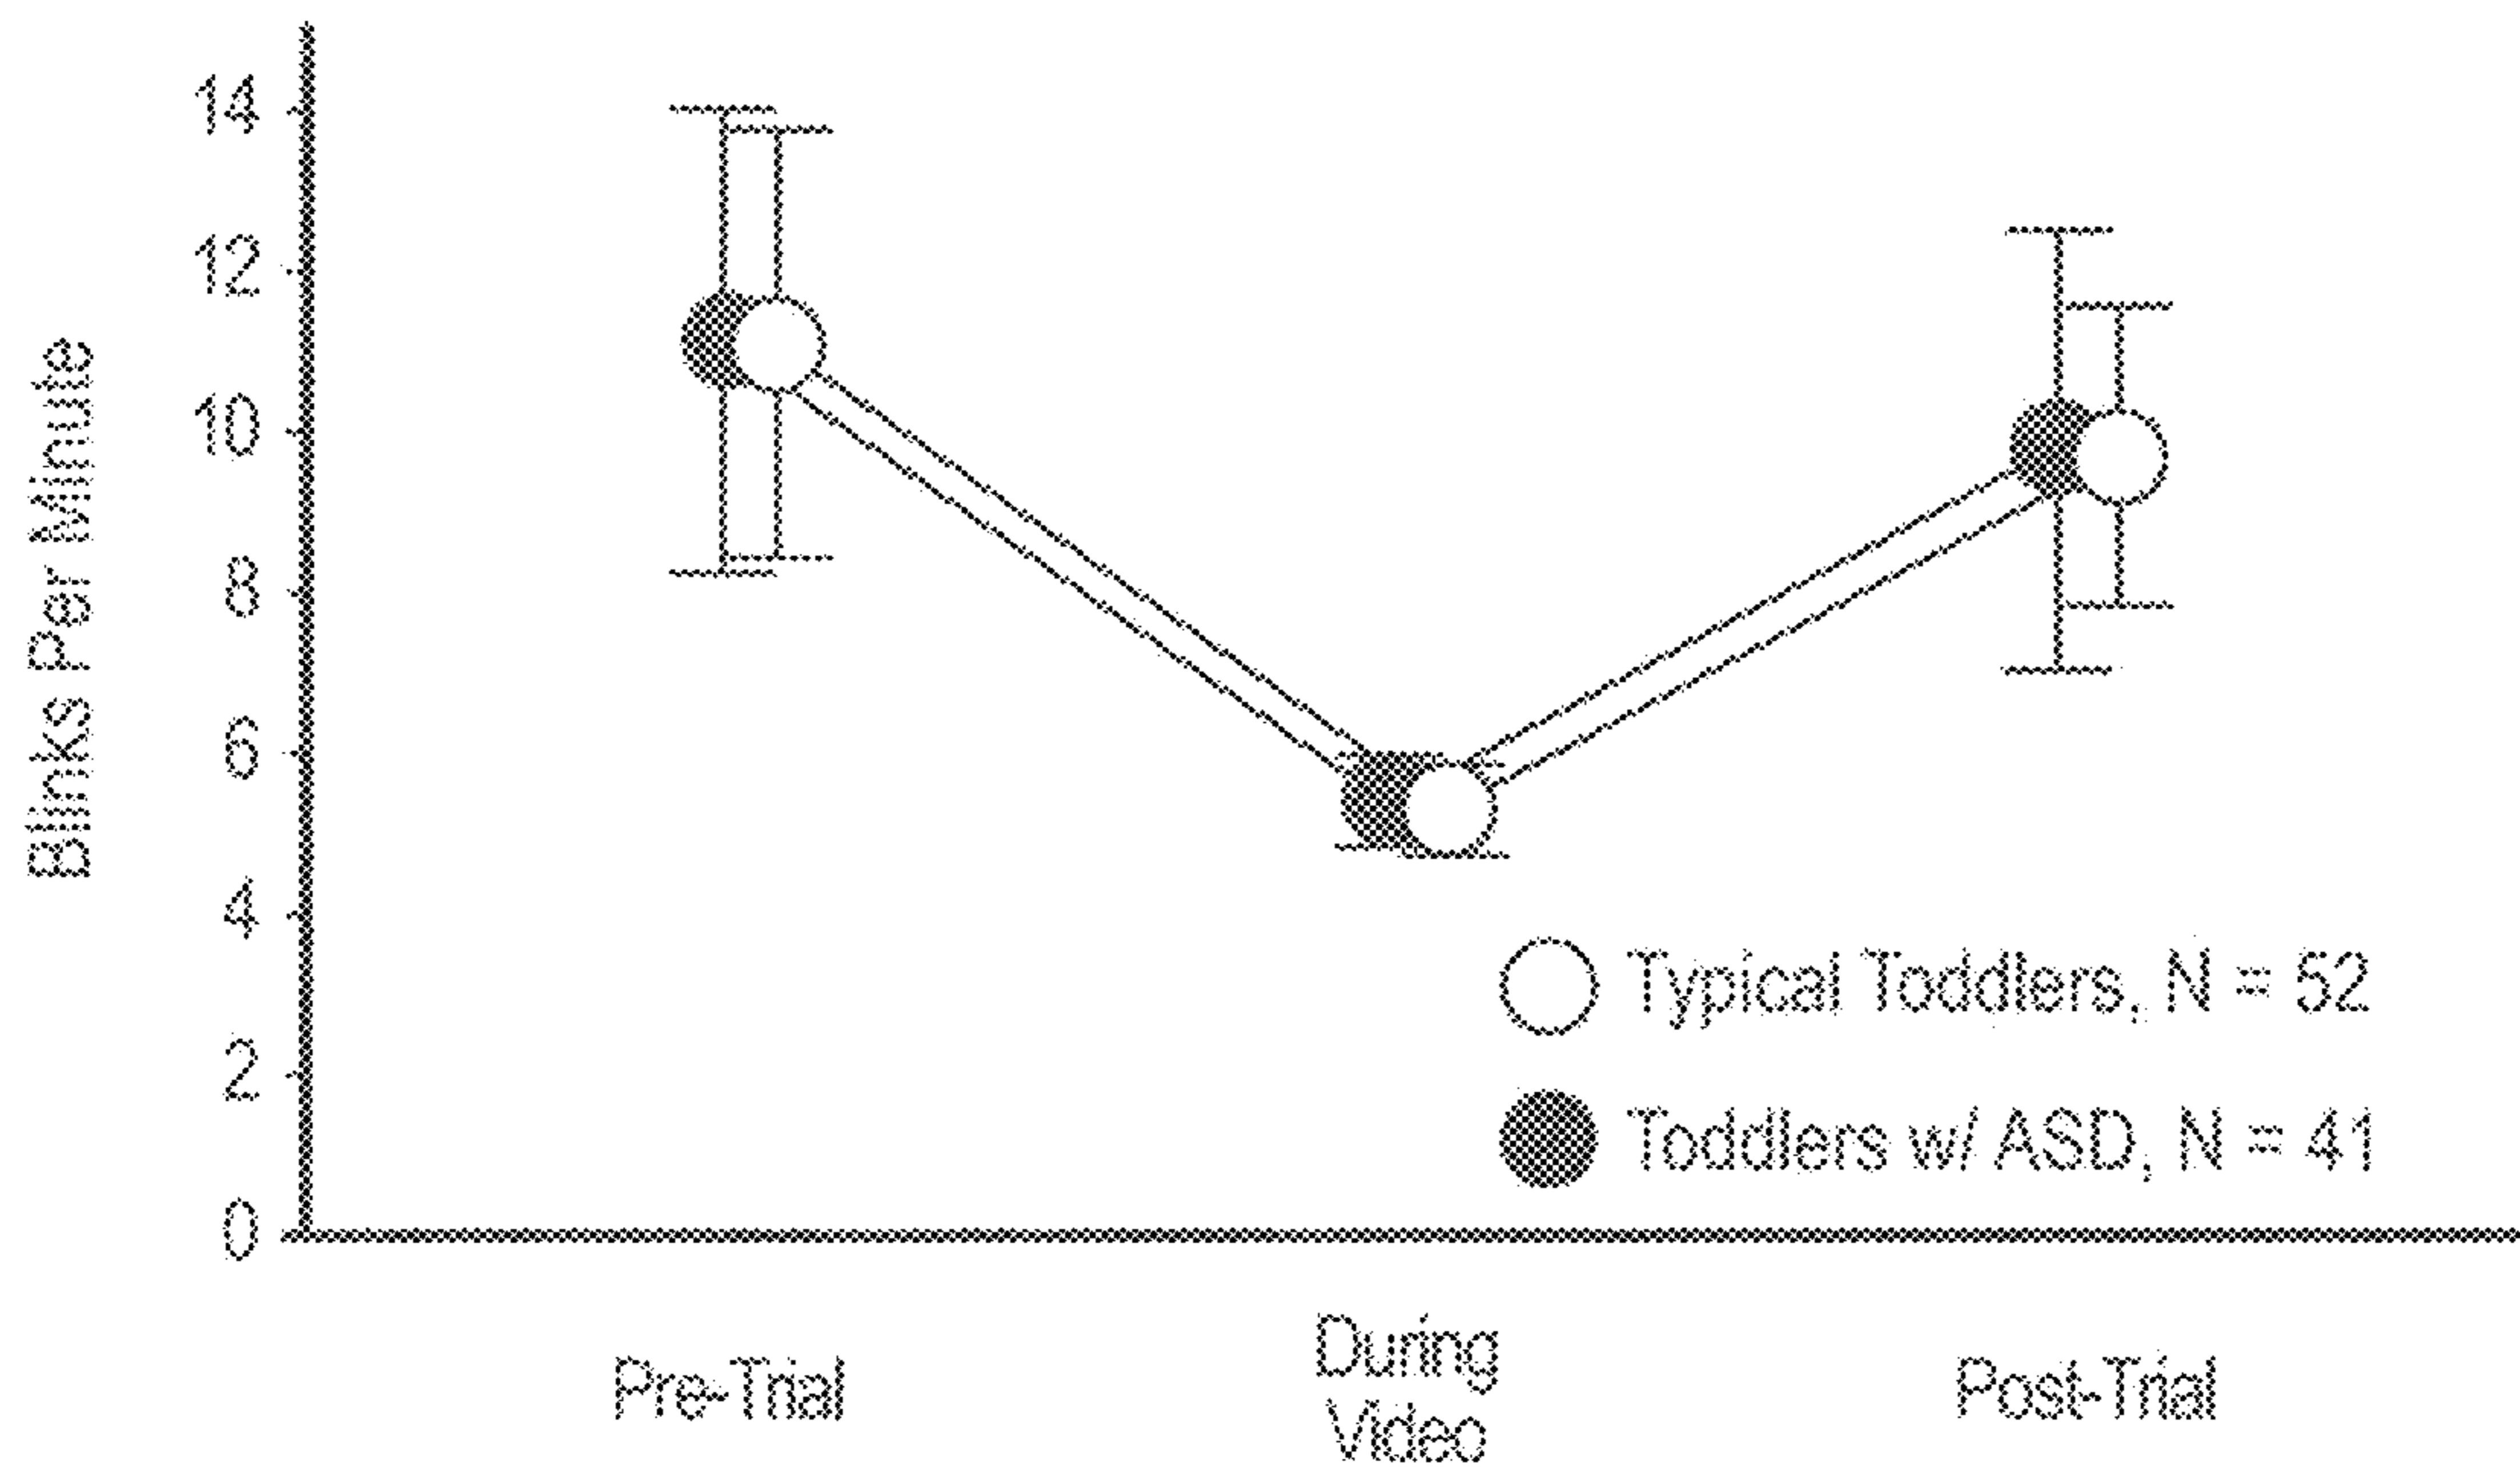 Blinks Per Minute
14
12
10
8
6
4
2
0
Typical Toddlers, N = 52
Toddlers w/ ASD, N = 41
Pre-Trial
During
Video
Post-Trial